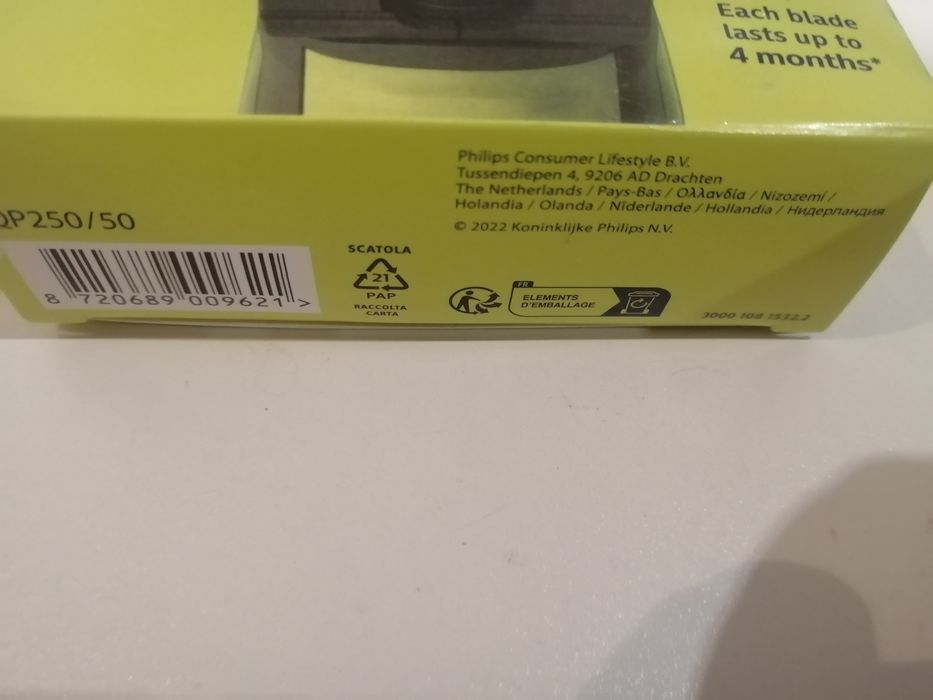 Each blade
lasts up to
4 months*
Philips Consumer Lifestyle B.V.
Tussendiepen 4, 9206 AD Drachten
The Netherlands / Pays-Bas / Ολλανδία / Nizozemí /
Holandia / Olanda / Nīderlande / Hollandia / Нидерландия
© 2022 Koninklijke Philips N.V.
QP250/50
8 720689 009621 >
SCATOLA
21
PAP
RACCOLTA
CARTA
FR
ELEMENTS
D'EMBALLAGE
3000 108 1532.2